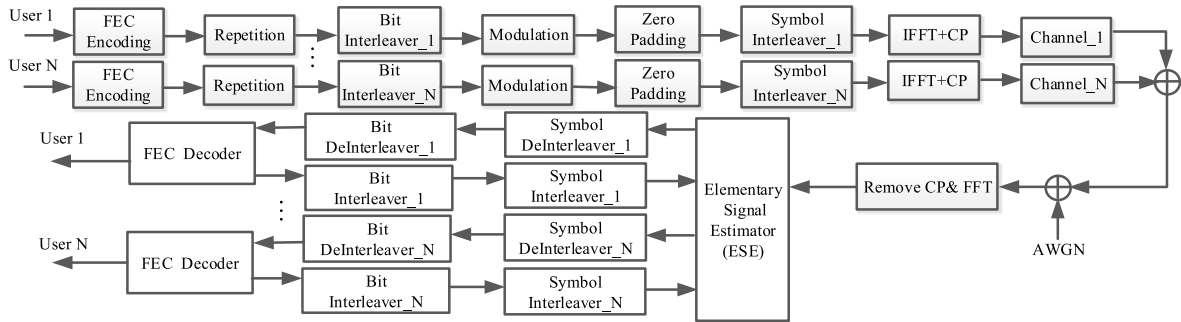 User 1
FEC
Encoding
Repetition
Bit
Interleaver_1
Modulation
Zero
Padding
Symbol
Interleaver_1
IFFT+CP
Channel_1
User N
FEC
Encoding
Repetition
Bit
Interleaver_N
Modulation
Zero
Padding
Symbol
Interleaver_N
IFFT+CP
Channel_N
User 1
FEC Decoder
Bit
DeInterleaver_1
Symbol
DeInterleaver_1
Bit
Interleaver_1
Symbol
Interleaver_1
Elementary
Signal
Estimator
(ESE)
Remove CP& FFT
AWGN
User N
FEC Decoder
Bit
DeInterleaver_N
Symbol
DeInterleaver_N
Bit
Interleaver_N
Symbol
Interleaver_N